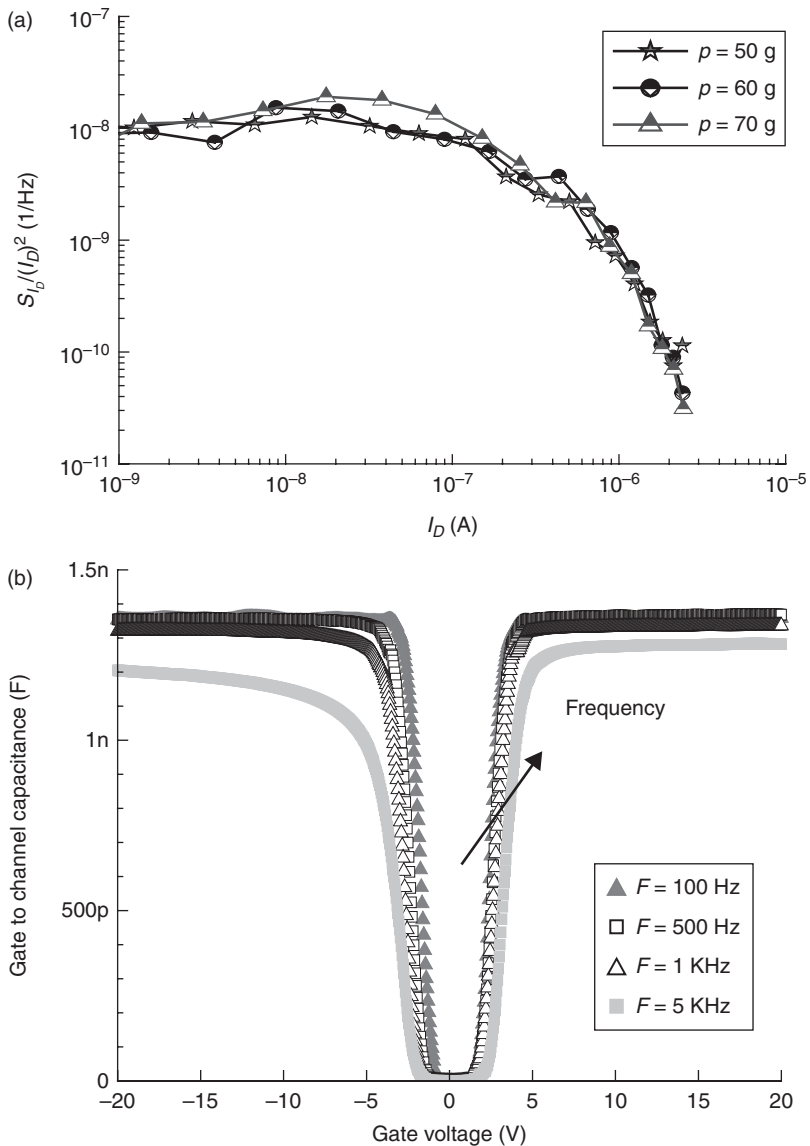 (a)
10⁻⁷
10⁻⁸
10⁻⁹
10⁻¹⁰
10⁻¹¹
S_{I_D}/(I_D)² (1/Hz)
p = 50 g
p = 60 g
p = 70 g
10⁻⁹
10⁻⁸
10⁻⁷
10⁻⁶
10⁻⁵
I_D (A)
(b)
1.5n
1n
500p
0
Gate to channel capacitance (F)
Frequency
F = 100 Hz
F = 500 Hz
F = 1 KHz
F = 5 KHz
−20
−15
−10
−5
0
5
10
15
20
Gate voltage (V)